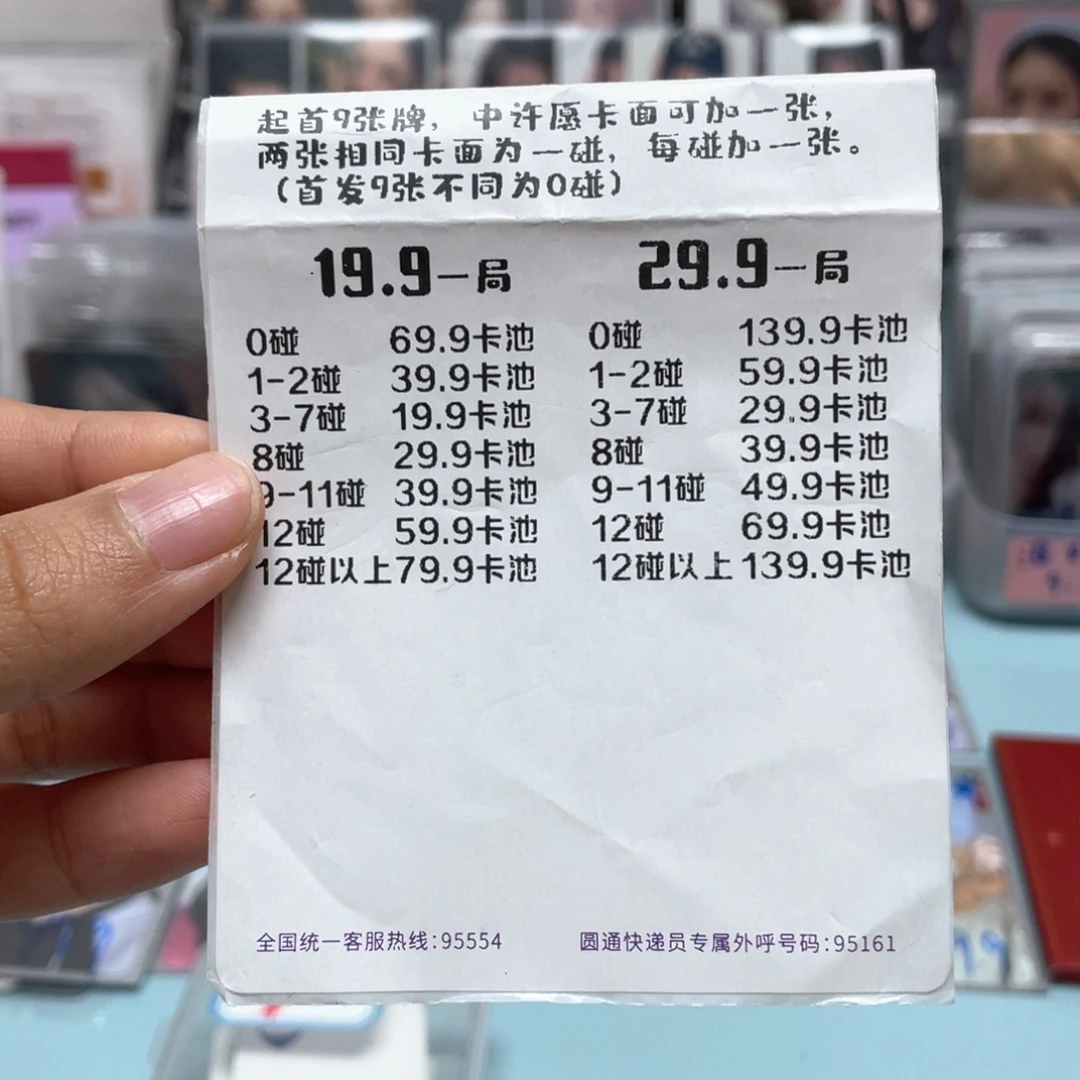 起首9张牌，中许愿卡面可加一张，
两张相同卡面为一碰，每碰加一张。
（首发9张不同为0碰）
19.9一局 29.9一局
0碰 69.9卡池 0碰 139.9卡池
1-2碰 39.9卡池 1-2碰 59.9卡池
3-7碰 19.9卡池 3-7碰 29.9卡池
8碰 29.9卡池 8碰 39.9卡池
9-11碰 39.9卡池 9-11碰 49.9卡池
12碰 59.9卡池 12碰 69.9卡池
12碰以上79.9卡池 12碰以上 139.9卡池
全国统一客服热线:95554 圆通快递员专属外呼号码:95161